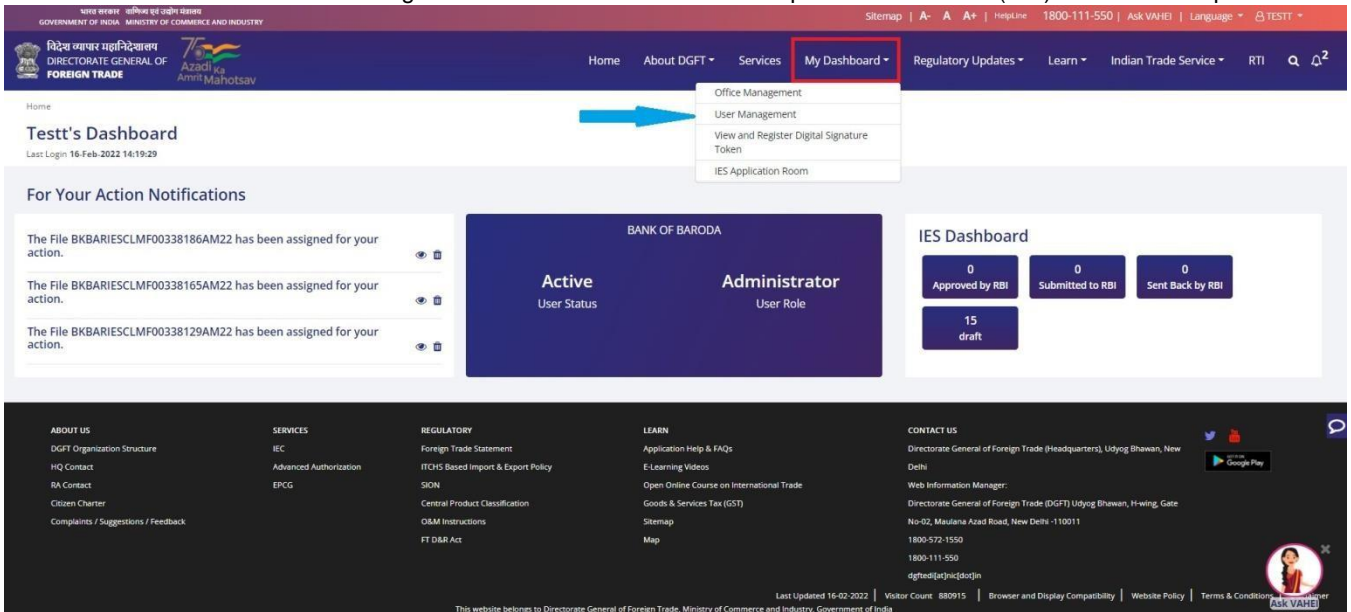 भारत सरकार वाणिज्य एवं उद्योग मंत्रालय
GOVERNMENT OF INDIA MINISTRY OF COMMERCE AND INDUSTRY
Sitemap | A- A A+ | HelpLine 1800-111-550 | Ask VAHEI | Language TESTT
विदेश व्यापार महानिदेशालय
DIRECTORATE GENERAL OF
FOREIGN TRADE
75
Azadi Ka
Amrit Mahotsav
Home About DGFT Services My Dashboard Regulatory Updates Learn Indian Trade Service RTI 2
Office Management
User Management
View and Register Digital Signature
Token
IES Application Room
Home
Testt's Dashboard
Last Login 16-Feb-2022 14:19:29
For Your Action Notifications
The File BKBARIESCLMF00338186AM22 has been assigned for your
action.
The File BKBARIESCLMF00338165AM22 has been assigned for your
action.
The File BKBARIESCLMF00338129AM22 has been assigned for your
action.
BANK OF BARODA
Active Administrator
User Status User Role
IES Dashboard
0 0 0
Approved by RBI Submitted to RBI Sent Back by RBI
15
draft
ABOUT US
DGFT Organization Structure
HQ Contact
RA Contact
Citizen Charter
Complaints / Suggestions / Feedback
SERVICES
IEC
Advanced Authorization
EPCG
REGULATORY
Foreign Trade Statement
ITCHS Based Import & Export Policy
SION
Central Product Classification
O&M Instructions
FT D&R Act
LEARN
Application Help & FAQs
E-Learning Videos
Open Online Course on International Trade
Goods & Services Tax (GST)
Sitemap
Map
CONTACT US
Directorate General of Foreign Trade (Headquarters), Udyog Bhawan, New
Delhi
Web Information Manager:
Directorate General of Foreign Trade (DGFT) Udyog Bhawan, H-wing, Gate
No-02, Maulana Azad Road, New Delhi -110011
1800-572-1550
1800-111-550
dgftedi[at]nic[dot]in
Google Play
Ask VAHEI
Last Updated 16-02-2022 | Visitor Count 880915 | Browser and Display Compatibility | Website Policy | Terms & Conditions
This website belongs to Directorate General of Foreign Trade, Ministry of Commerce and Industry, Government of India